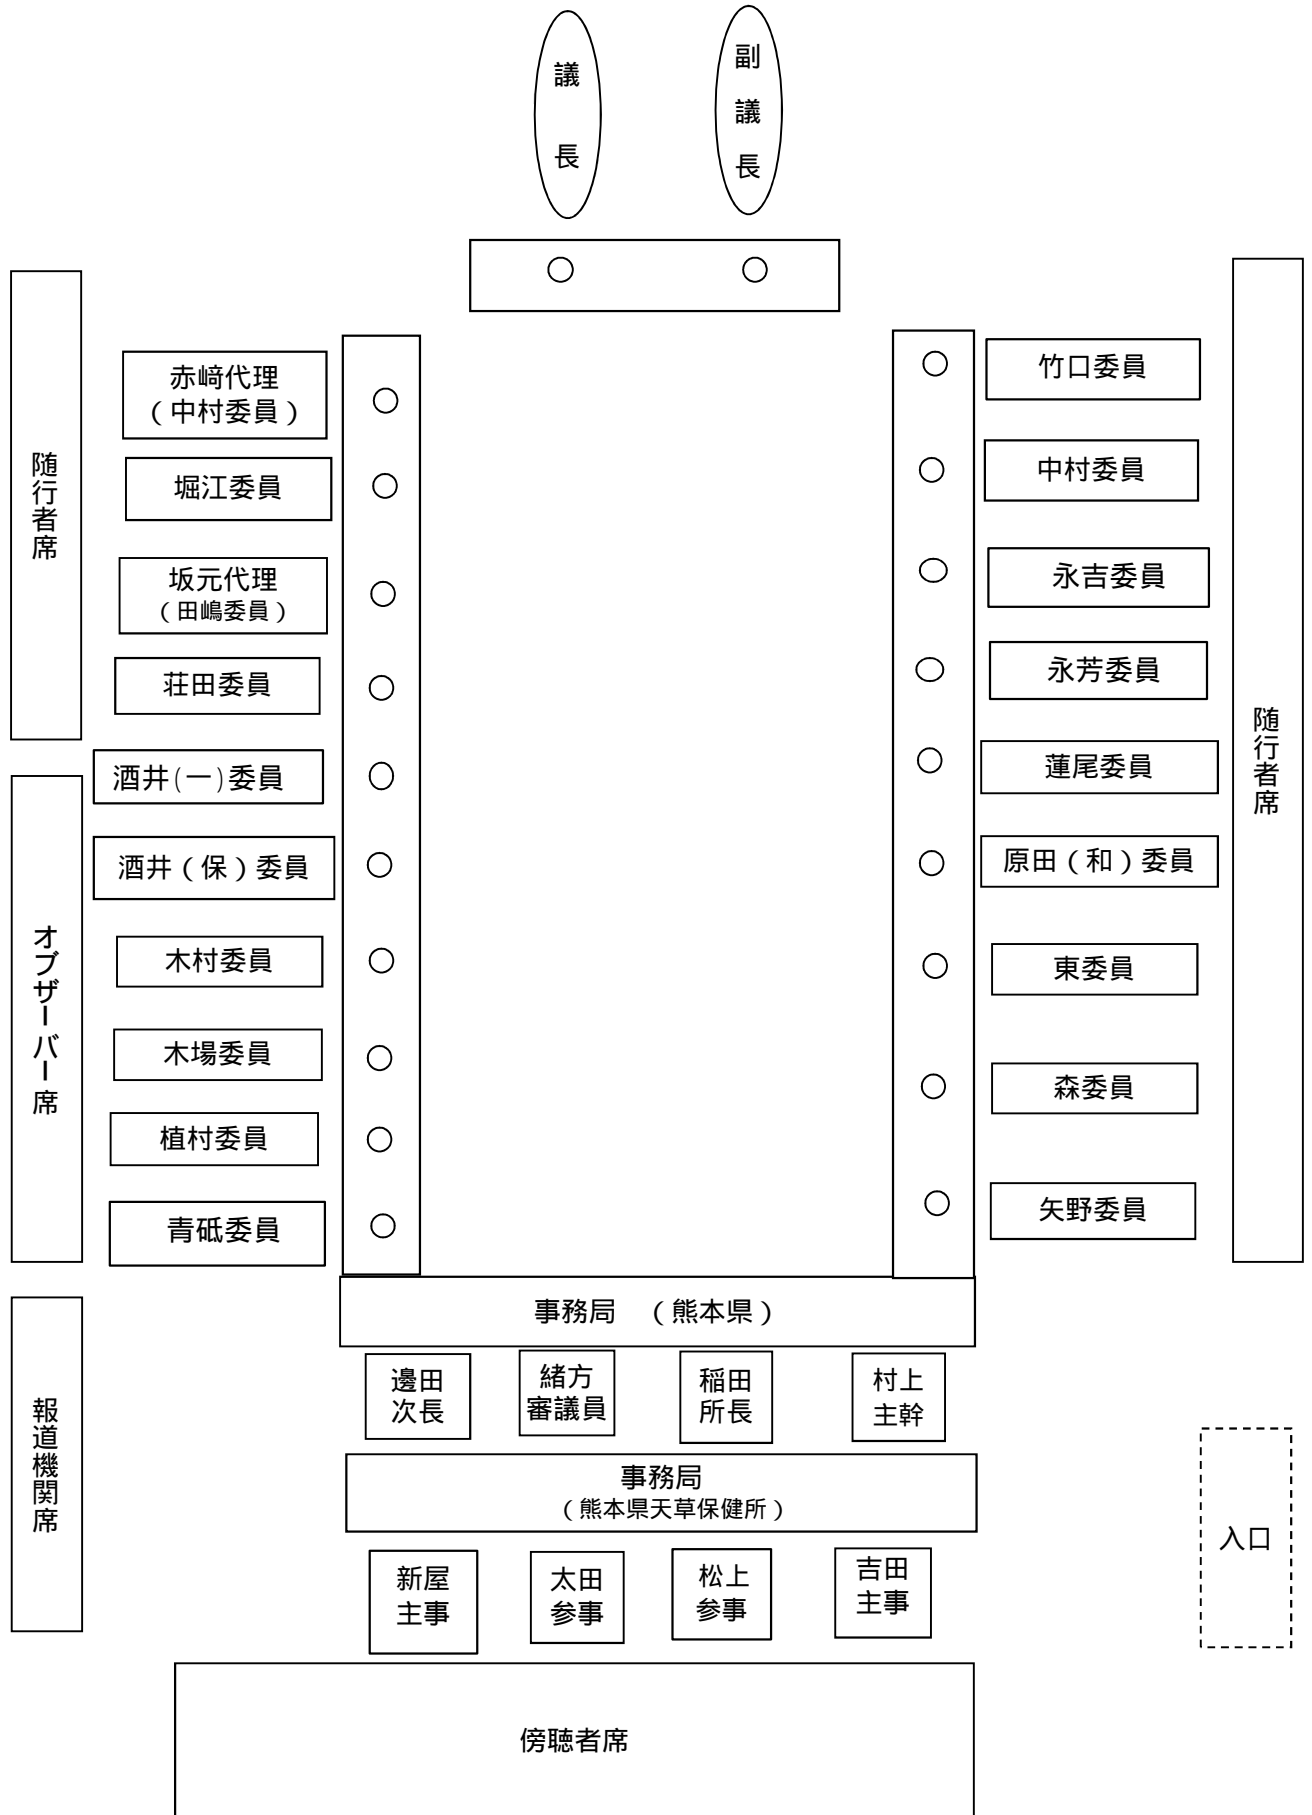 議長
副議長
随行者席
赤﨑代理
（中村委員）
堀江委員
坂元代理
（田嶋委員）
荘田委員
酒井(一)委員
酒井（保）委員
木村委員
木場委員
植村委員
青砥委員
オブザーバー席
報道機関席
竹口委員
中村委員
永吉委員
永芳委員
蓮尾委員
原田（和）委員
東委員
森委員
矢野委員
随行者席
事務局　（熊本県）
邊田
次長
緒方
審議員
稲田
所長
村上
主幹
事務局
（熊本県天草保健所）
新屋
主事
太田
参事
松上
参事
吉田
主事
入口
傍聴者席